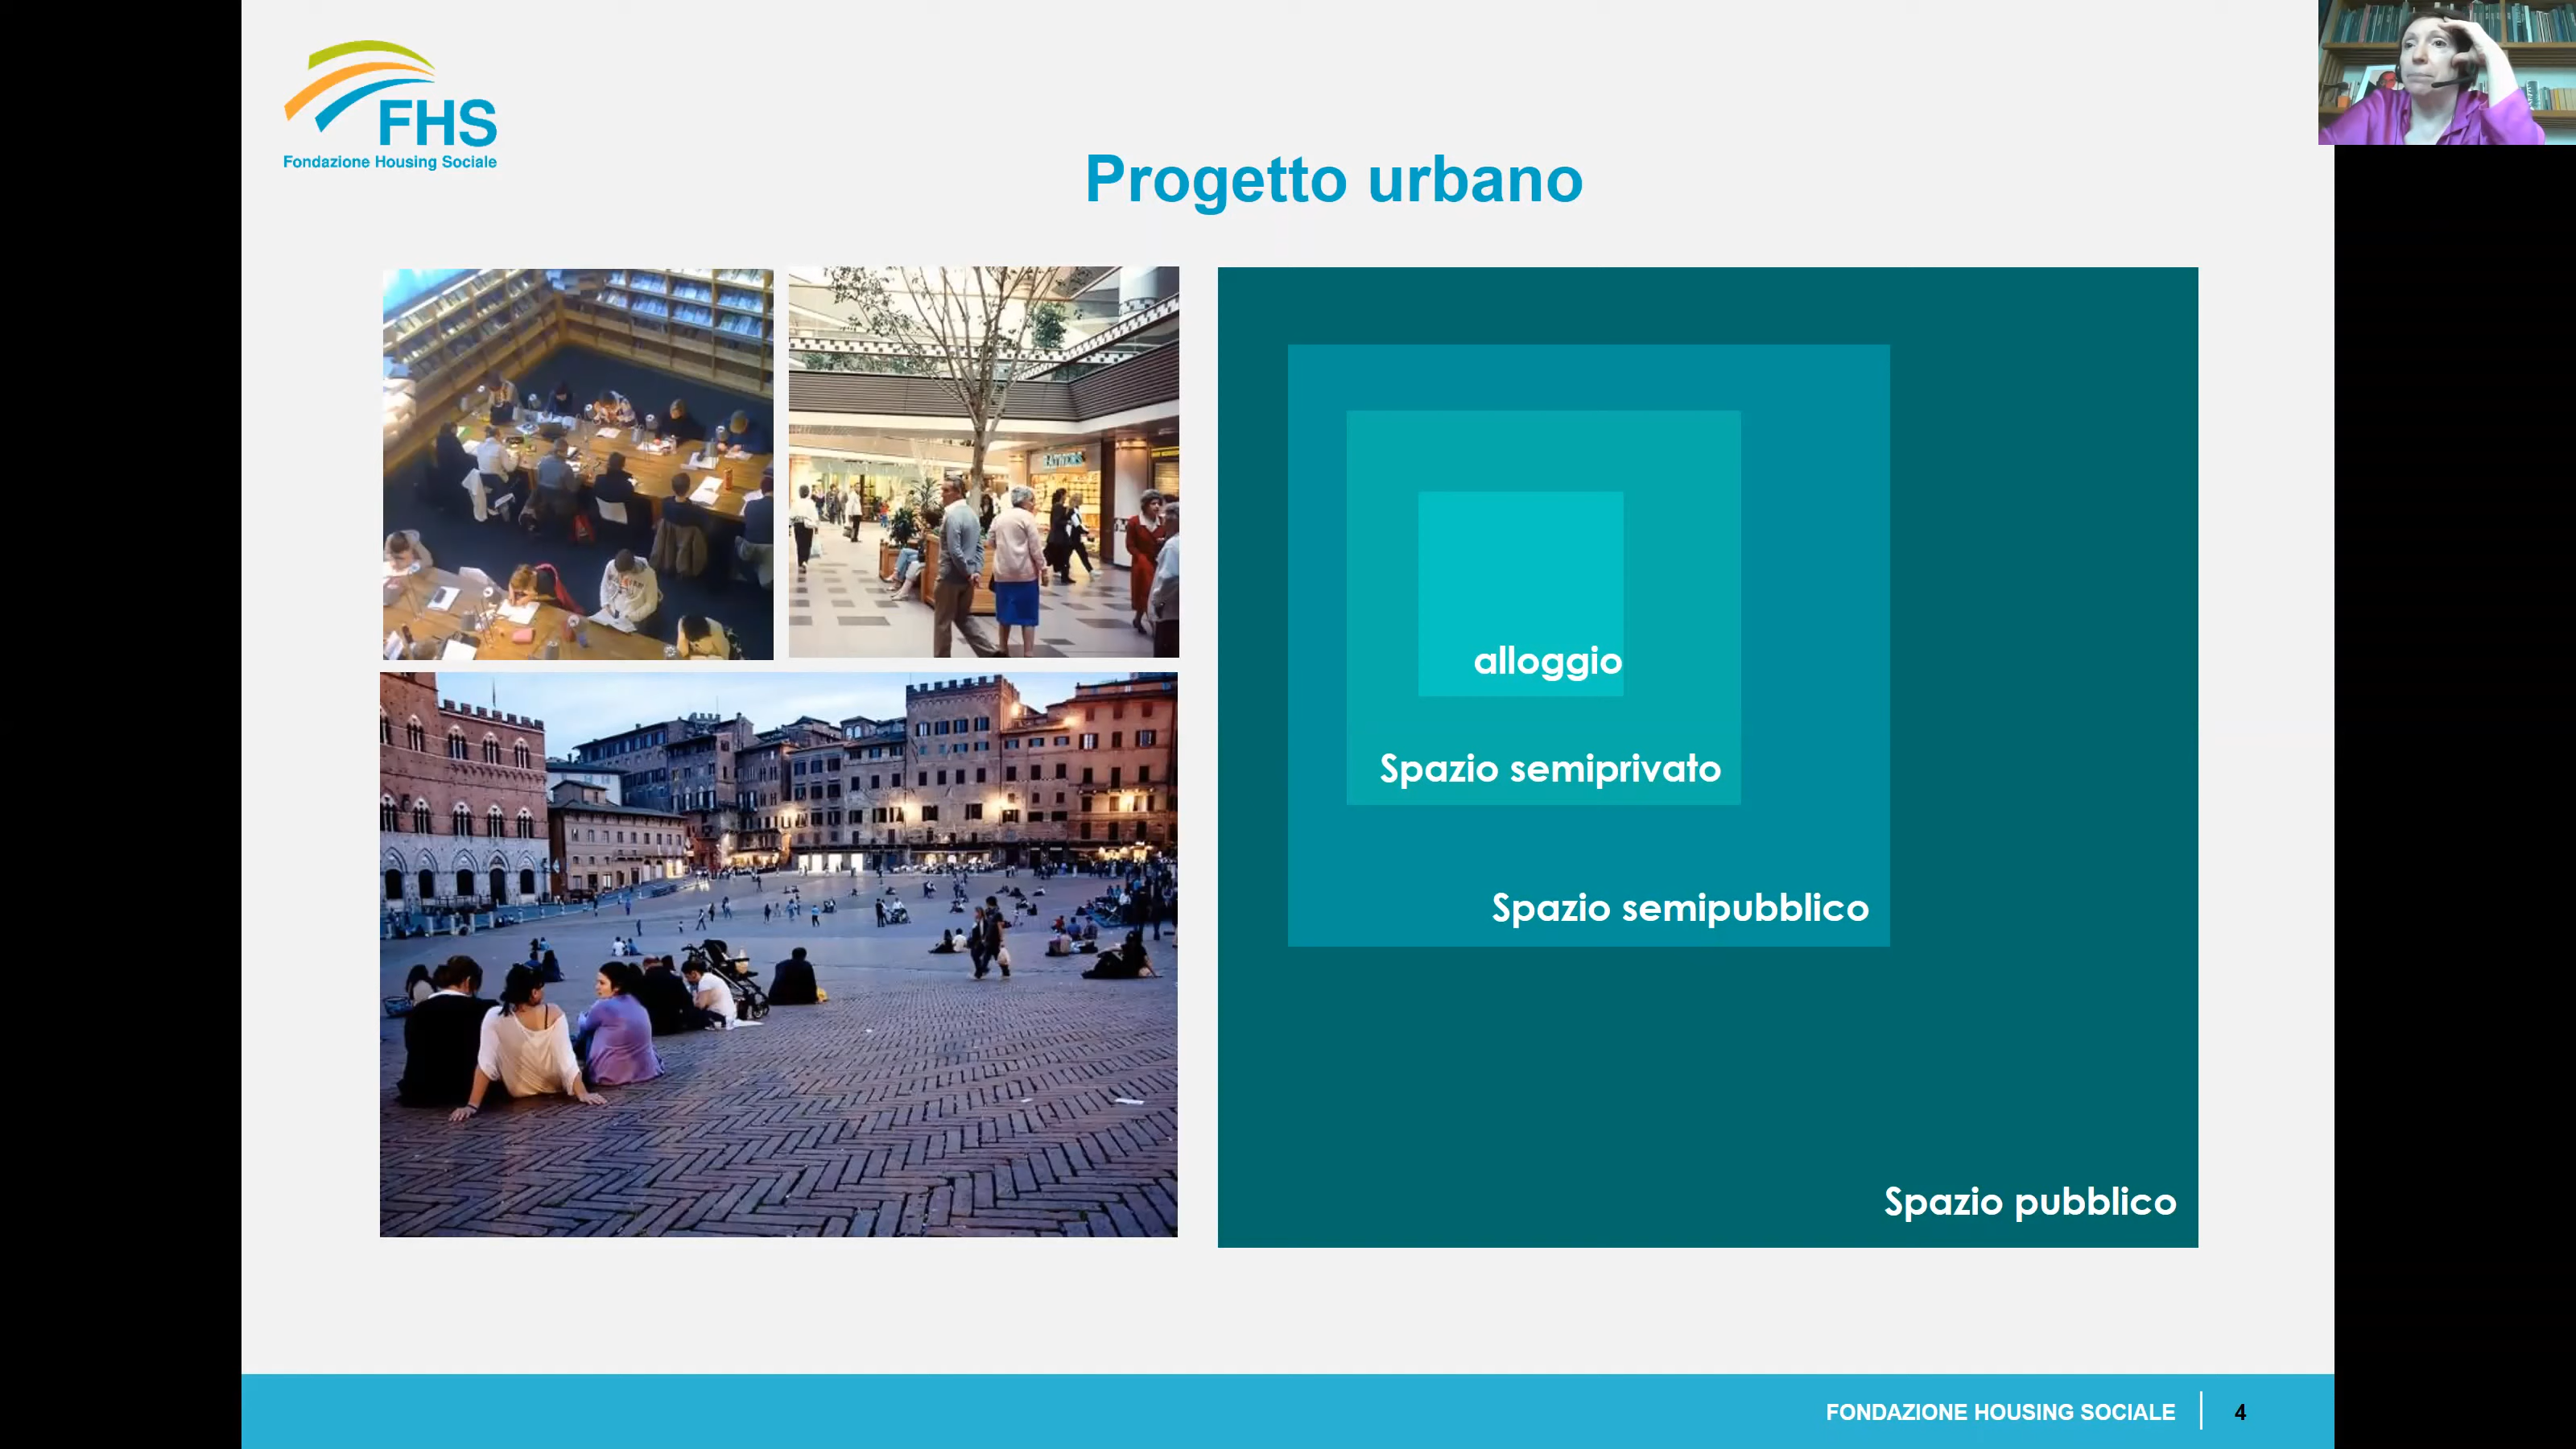 FHS
Fondazione Housing Sociale
Progetto urbano
alloggio
Spazio semiprivato
Spazio semipubblico
Spazio pubblico
FONDAZIONE HOUSING SOCIALE
4